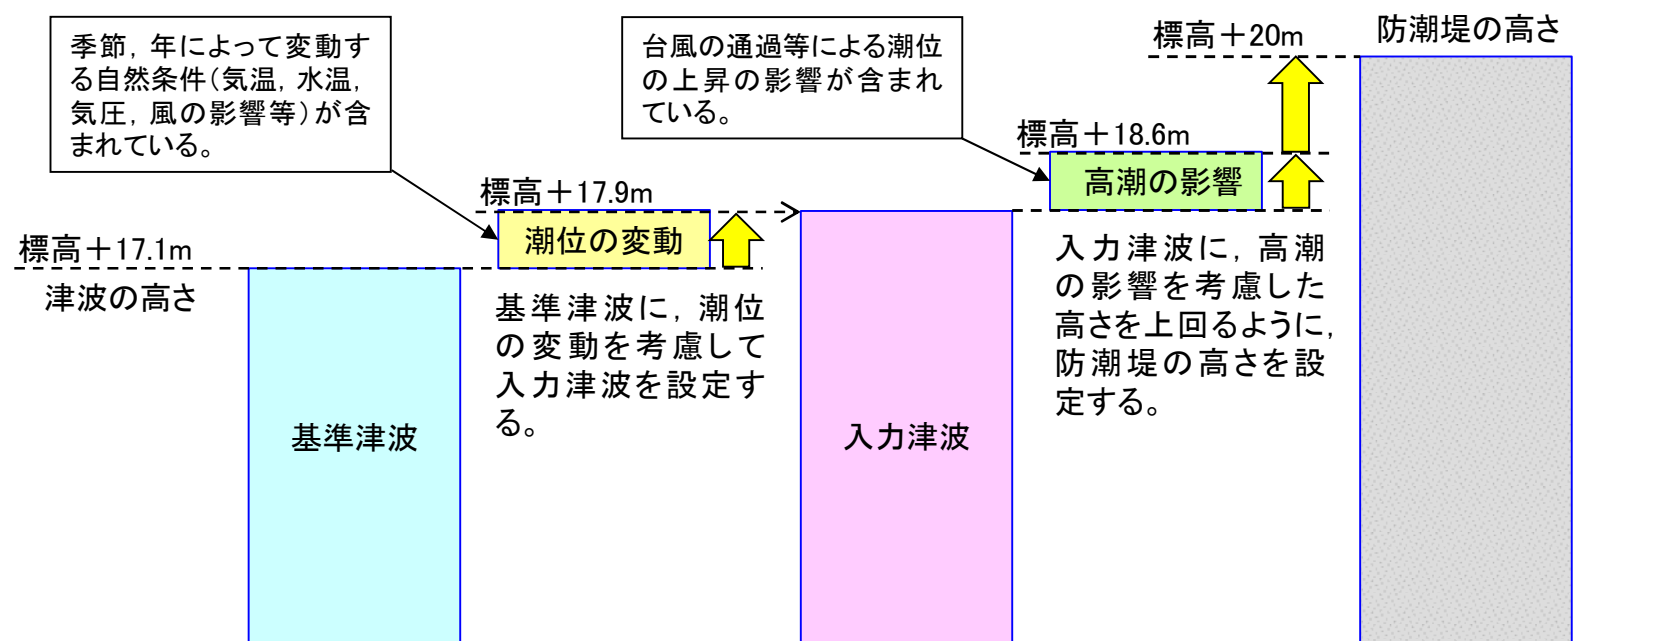 季節，年によって変動す
る自然条件（気温，水温，
気圧，風の影響等）が含
まれている。
台風の通過等による潮位
の上昇の影響が含まれ
ている。
標高＋20m
防潮堤の高さ
標高＋18.6m
高潮の影響
標高＋17.9m
潮位の変動
標高＋17.1m
津波の高さ
基準津波に，潮位
の変動を考慮して
入力津波を設定す
る。
入力津波に，高潮
の影響を考慮した
高さを上回るように，
防潮堤の高さを設
定する。
基準津波
入力津波